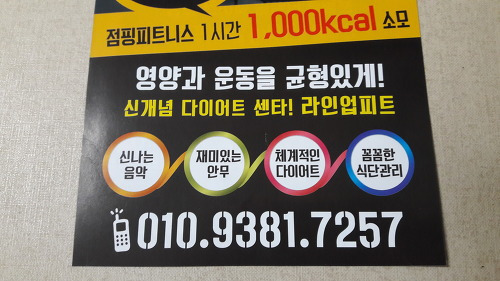 점핑피트니스 1시간 1,000kcal 소모
영양과 운동을 균형있게!
신개념 다이어트 센타! 라인업피트
신나는
음악
재미있는
안무
체계적인
다이어트
꼼꼼한
식단관리
010.9381.7257